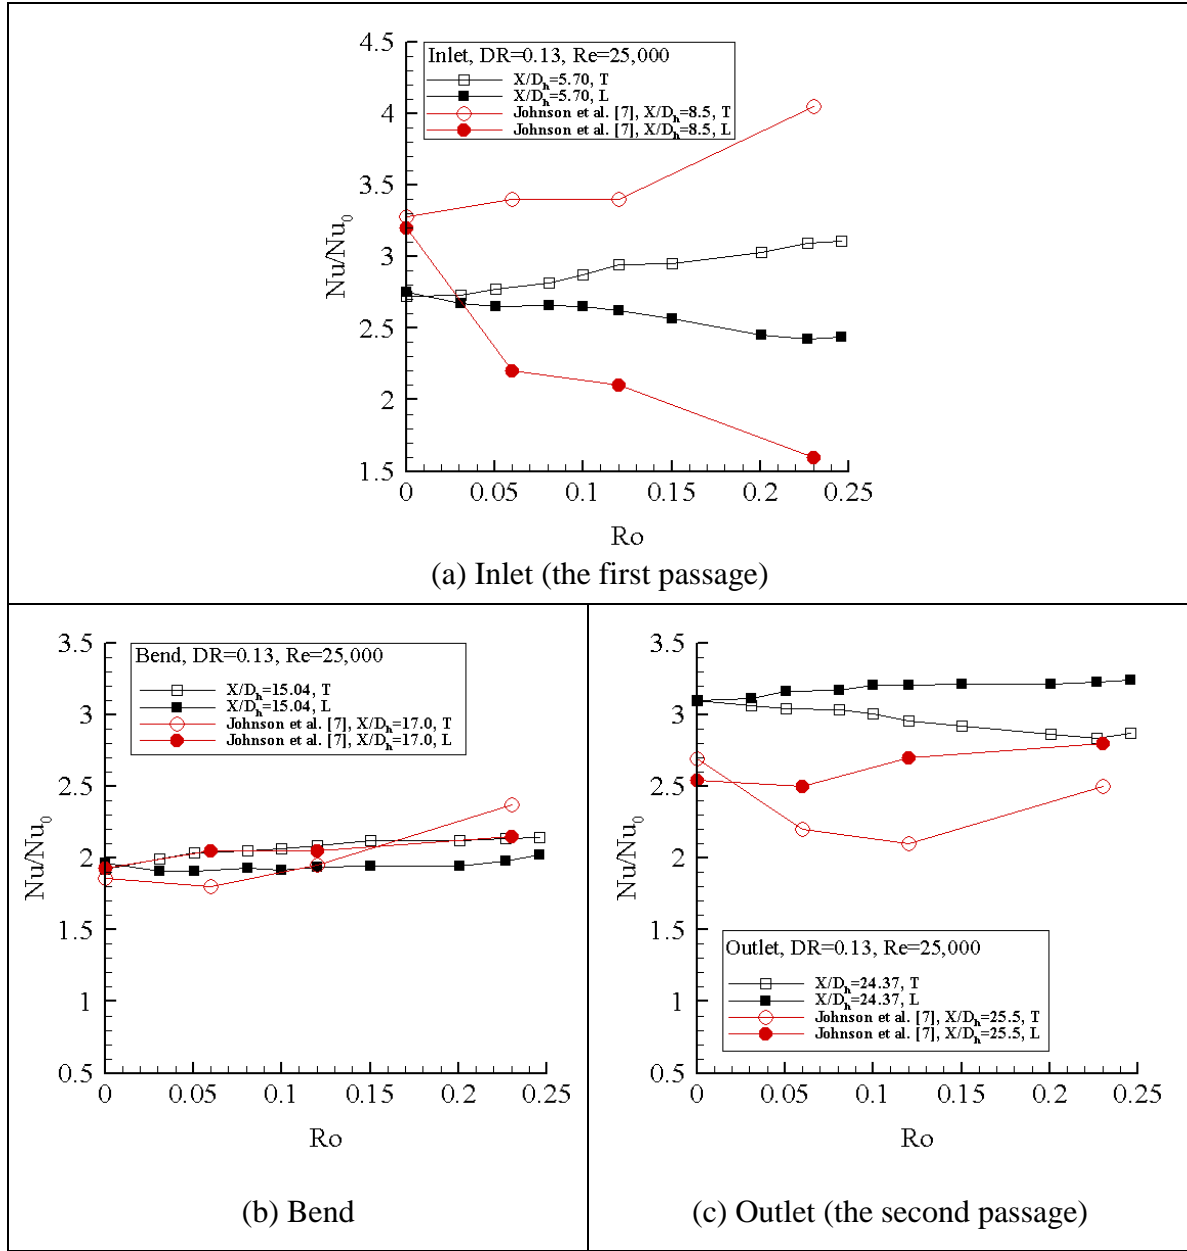 4.5
4
3.5
3
2.5
2
1.5
Nu/Nu0
Inlet, DR=0.13, Re=25,000
X/Dh=5.70, T
X/Dh=5.70, L
Johnson et al. [7], X/Dh=8.5, T
Johnson et al. [7], X/Dh=8.5, L
0 0.05 0.1 0.15 0.2 0.25
Ro
(a) Inlet (the first passage)
3.5
3
2.5
2
1.5
1
0.5
Nu/Nu0
Bend, DR=0.13, Re=25,000
X/Dh=15.04, T
X/Dh=15.04, L
Johnson et al. [7], X/Dh=17.0, T
Johnson et al. [7], X/Dh=17.0, L
0 0.05 0.1 0.15 0.2 0.25
Ro
(b) Bend
3.5
3
2.5
2
1.5
1
0.5
Nu/Nu0
Outlet, DR=0.13, Re=25,000
X/Dh=24.37, T
X/Dh=24.37, L
Johnson et al. [7], X/Dh=25.5, T
Johnson et al. [7], X/Dh=25.5, L
0 0.05 0.1 0.15 0.2 0.25
Ro
(c) Outlet (the second passage)